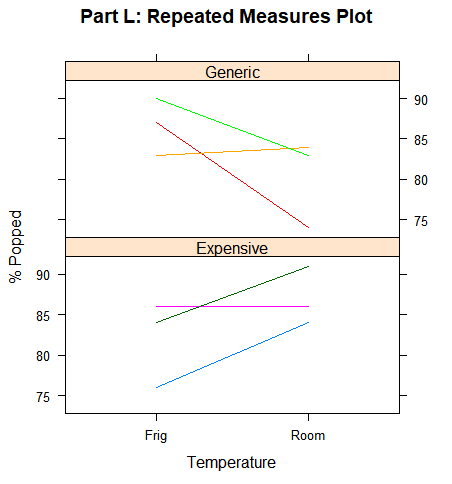 Part L: Repeated Measures Plot
Generic
90
85
80
75
Expensive
90
85
80
75
% Popped
Frig Room
Temperature